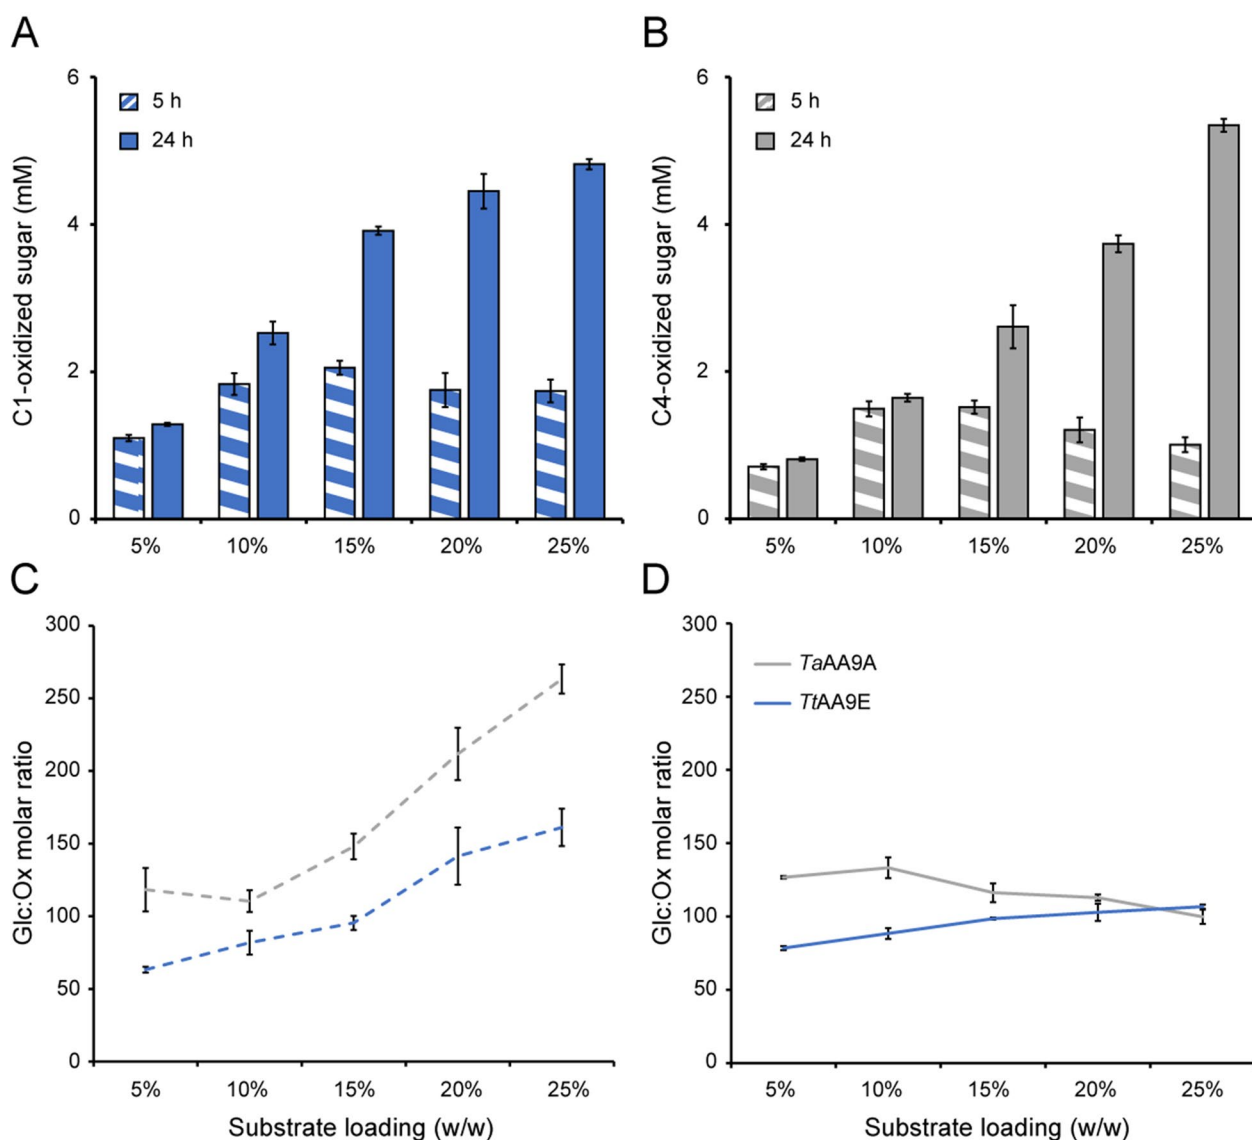 A
C1-oxidized sugar (mM)
6
4
2
0
5 h
24 h
5%
10%
15%
20%
25%
B
C4-oxidized sugar (mM)
6
4
2
0
5 h
24 h
5%
10%
15%
20%
25%
C
Glc:Ox molar ratio
300
250
200
150
100
50
0
5%
10%
15%
20%
25%
Substrate loading (w/w)
D
Glc:Ox molar ratio
300
250
200
150
100
50
0
TaAA9A
TtAA9E
5%
10%
15%
20%
25%
Substrate loading (w/w)